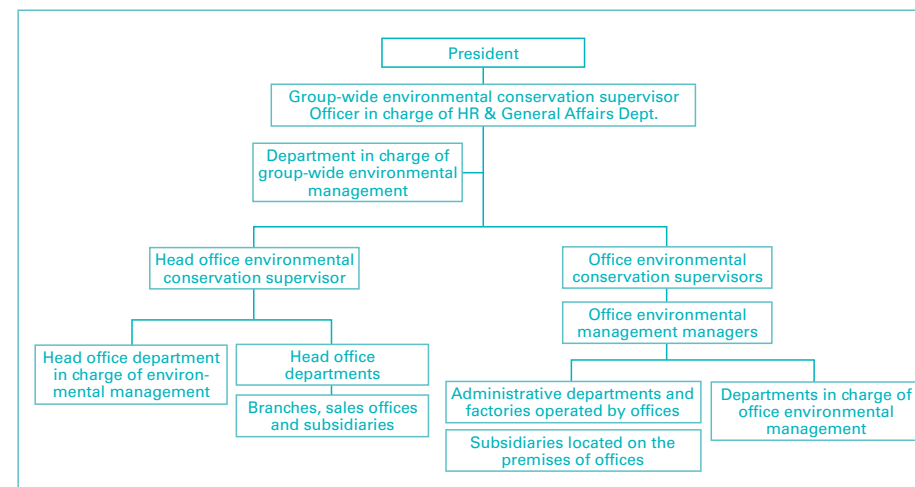 President
Group-wide environmental conservation supervisor
Officer in charge of HR & General Affairs Dept.
Department in charge of
group-wide environmental
management
Head office environmental
conservation supervisor
Office environmental
conservation supervisors
Office environmental
management managers
Head office department
in charge of environ-
mental management
Head office
departments
Branches, sales offices
and subsidiaries
Administrative departments and
factories operated by offices
Subsidiaries located on the
premises of offices
Departments in charge of
office environmental
management